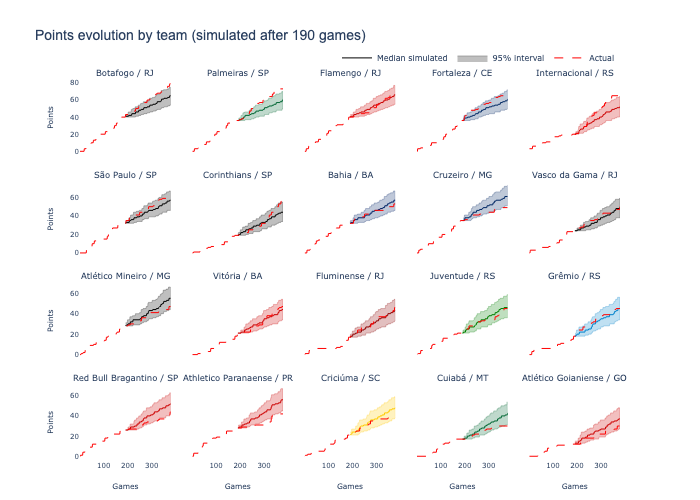 Points evolution by team (simulated after 190 games)
Median simulated 95% interval Actual
Botafogo / RJ Palmeiras / SP Flamengo / RJ Fortaleza / CE Internacional / RS
80
60
40
20
0
Points
São Paulo / SP Corinthians / SP Bahia / BA Cruzeiro / MG Vasco da Gama / RJ
60
40
20
0
Points
Atlético Mineiro / MG Vitória / BA Fluminense / RJ Juventude / RS Grêmio / RS
60
40
20
0
Points
Red Bull Bragantino / SP Athletico Paranaense / PR Criciúma / SC Cuiabá / MT Atlético Goianiense / GO
60
40
20
0
Points
100 200 300 100 200 300 100 200 300 100 200 300 100 200 300
Games Games Games Games Games